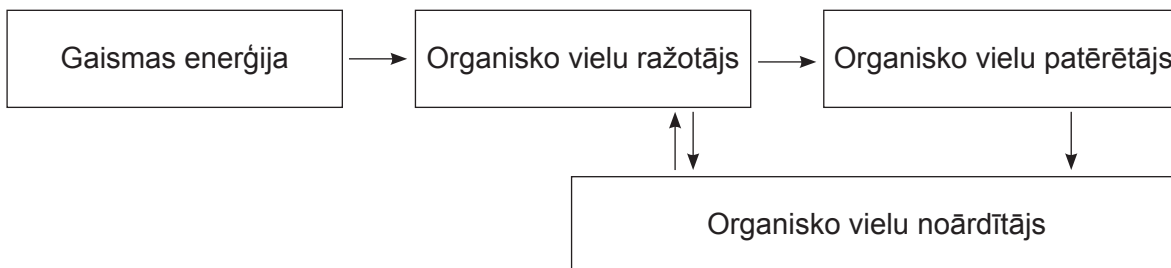 Gaismas enerģija
Organisko vielu ražotājs
Organisko vielu patērētājs
Organisko vielu noārdītājs